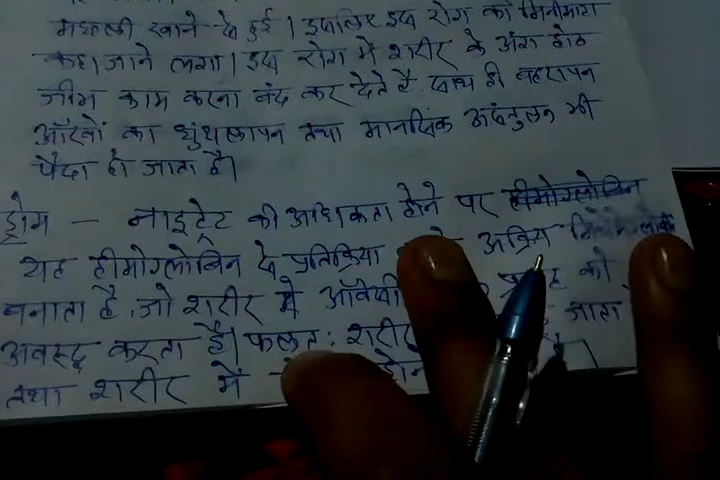 मछली खाने से हुई । इसलिए इस रोग को मिनीमाता
कहा जाने लगा। इस रोग में शरीर के अंग होठ
जीभ काम करना बंद कर देते है साथ ही बहरापन
आँखों का धुंधलापन तथा मानसिक असंतुलन भी
पैदा हो जाता है।
ड्रोम - नाइट्रेट की अधिकता होने पर हीमोग्लोबिन
यह हीमोग्लोबिन से प्रतिक्रिया अक्रिय
बनाता है, जो शरीर में ऑक्सी को
अवरुद्ध करता है। फलत: शरीर जाता
तथा शरीर में